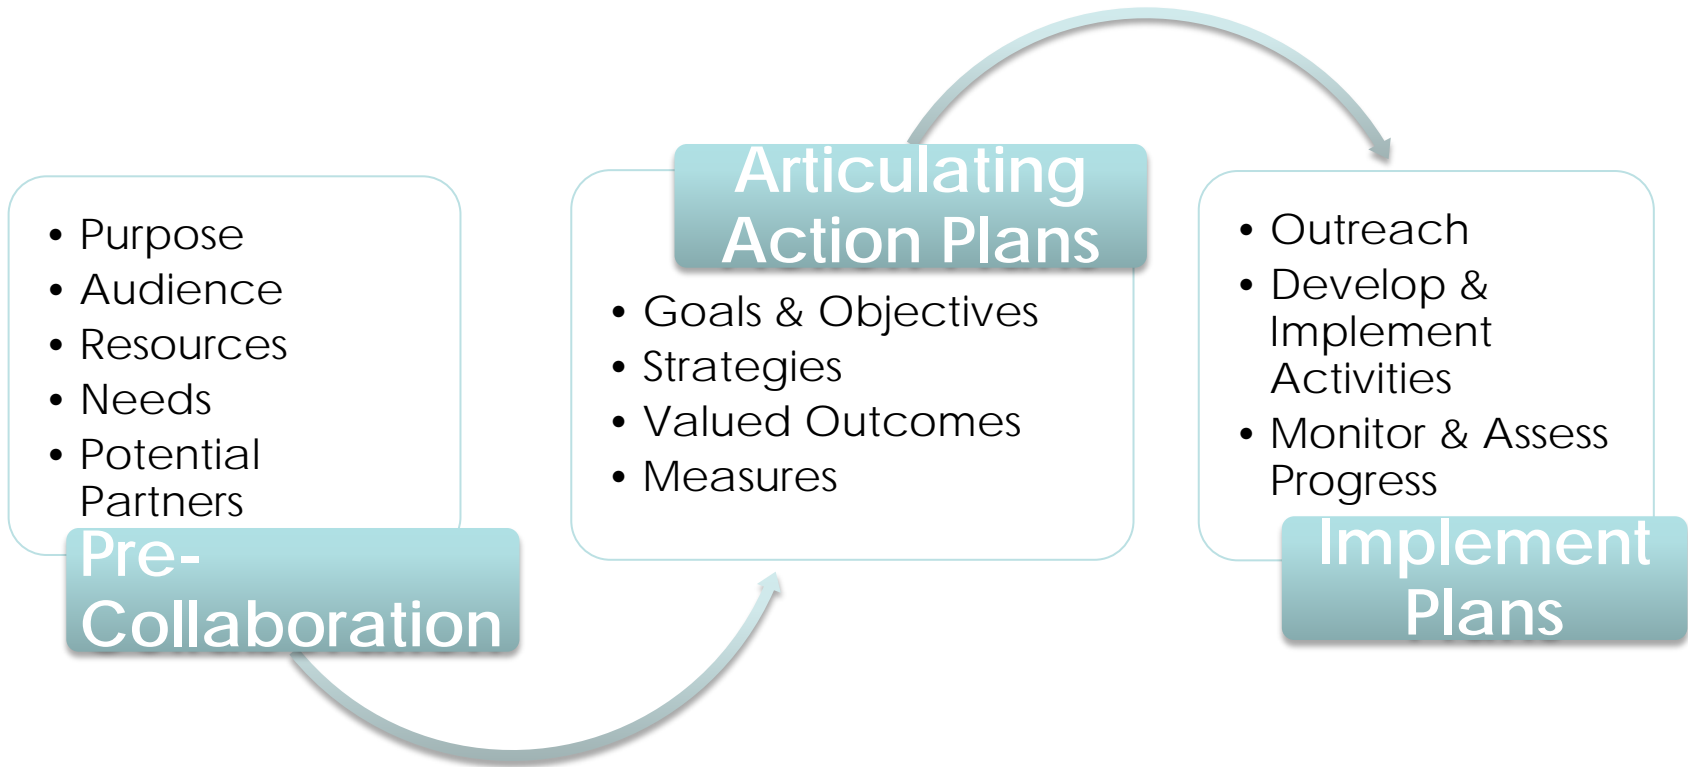 • Purpose
• Audience
• Resources
• Needs
• Potential
Partners
Pre-
Collaboration
Articulating
Action Plans
• Goals & Objectives
• Strategies
• Valued Outcomes
• Measures
• Outreach
• Develop &
Implement
Activities
• Monitor & Assess
Progress
Implement
Plans